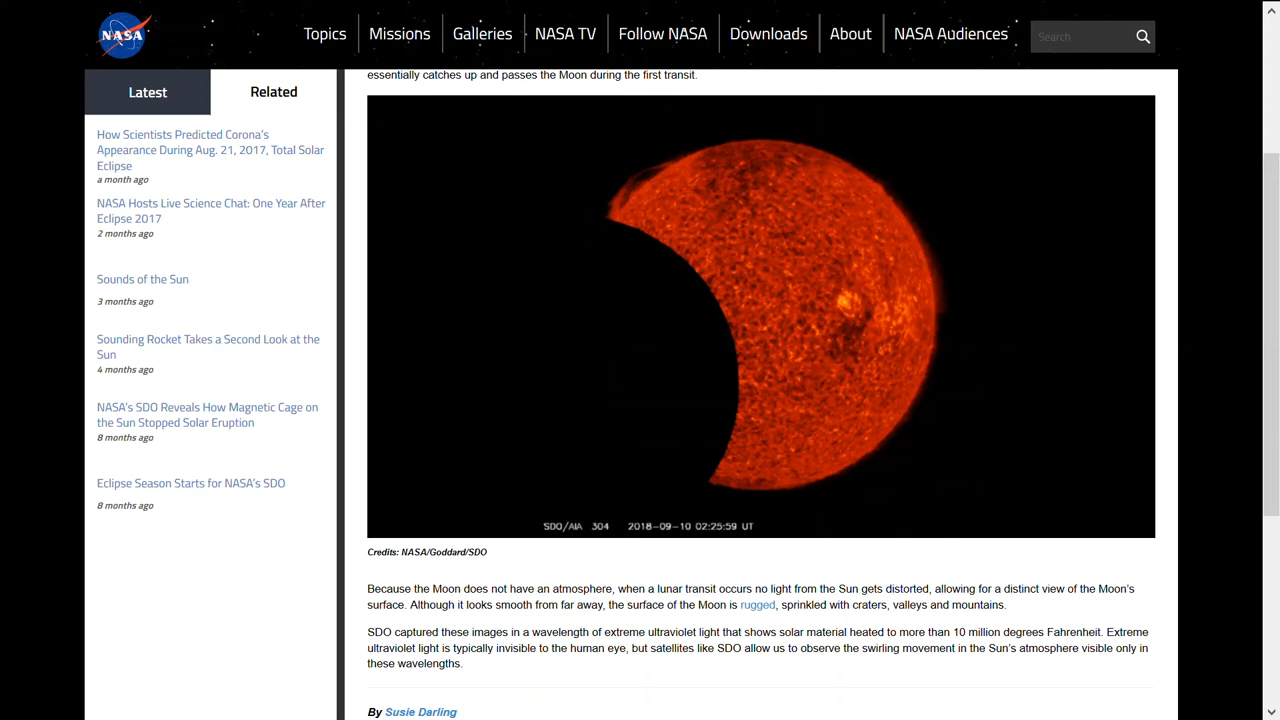 NASA
Topics
Missions
Galleries
NASA TV
Follow NASA
Downloads
About
NASA Audiences
Search
Latest
Related
How Scientists Predicted Corona's
Appearance During Aug. 21, 2017, Total Solar
Eclipse
a month ago
NASA Hosts Live Science Chat: One Year After
Eclipse 2017
2 months ago
Sounds of the Sun
3 months ago
Sounding Rocket Takes a Second Look at the
Sun
4 months ago
NASA's SDO Reveals How Magnetic Cage on
the Sun Stopped Solar Eruption
8 months ago
Eclipse Season Starts for NASA's SDO
8 months ago
essentially catches up and passes the Moon during the first transit.
SDO/AIA 304 2018-09-10 02:25:59 UT
Credits: NASA/Goddard/SDO
Because the Moon does not have an atmosphere, when a lunar transit occurs no light from the Sun gets distorted, allowing for a distinct view of the Moon's
surface. Although it looks smooth from far away, the surface of the Moon is rugged, sprinkled with craters, valleys and mountains.
SDO captured these images in a wavelength of extreme ultraviolet light that shows solar material heated to more than 10 million degrees Fahrenheit. Extreme
ultraviolet light is typically invisible to the human eye, but satellites like SDO allow us to observe the swirling movement in the Sun's atmosphere visible only in
these wavelengths.
By Susie Darling